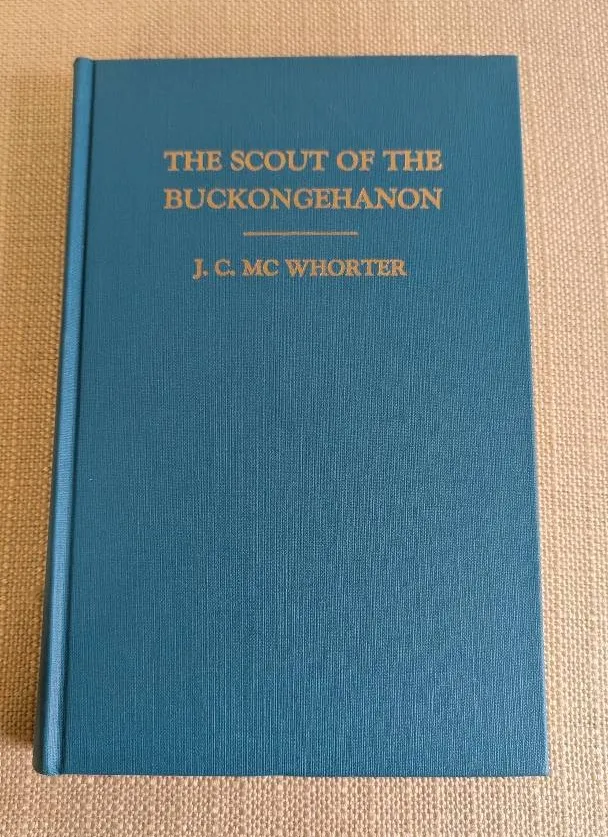 THE SCOUT OF THE
BUCKONGEHANON
J. C. MC WHORTER